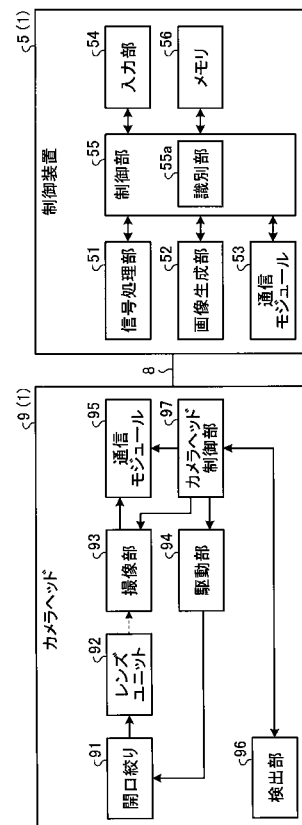 9 (1)
カメラヘッド
91
開口絞り
92
レンズ
ユニット
93
撮像部
95
通信
モジュール
94
駆動部
97
カメラヘッド
制御部
96
検出部
8
5 (1)
制御装置
51
信号処理部
52
画像生成部
53
通信
モジュール
55
制御部
55a
識別部
54
入力部
56
メモリ